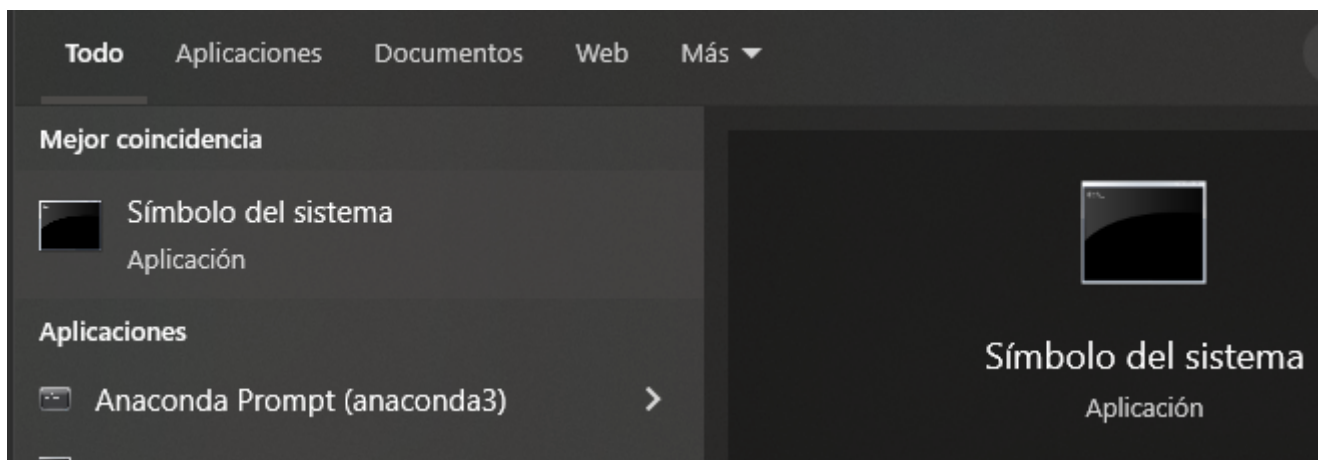 Todo Aplicaciones Documentos Web Más
Mejor coincidencia
Símbolo del sistema
Aplicación
Aplicaciones
Anaconda Prompt (anaconda3)
Símbolo del sistema
Aplicación